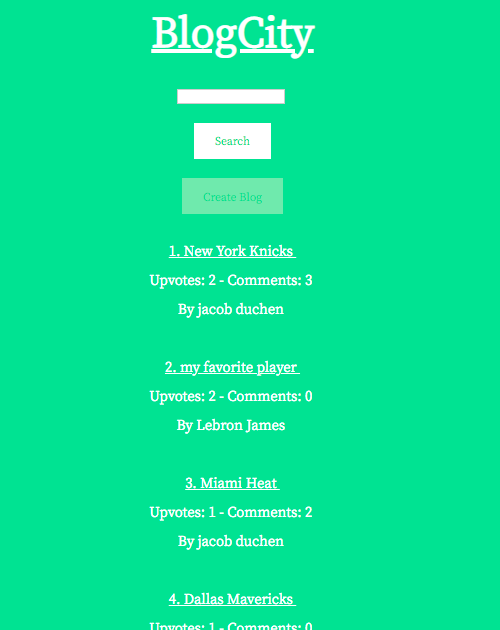 BlogCity
Search
Create Blog
1. New York Knicks
Upvotes: 2 - Comments: 3
By jacob duchen
2. my favorite player
Upvotes: 2 - Comments: 0
By Lebron James
3. Miami Heat
Upvotes: 1 - Comments: 2
By jacob duchen
4. Dallas Mavericks
Upvotes: 1 - Comments: 0